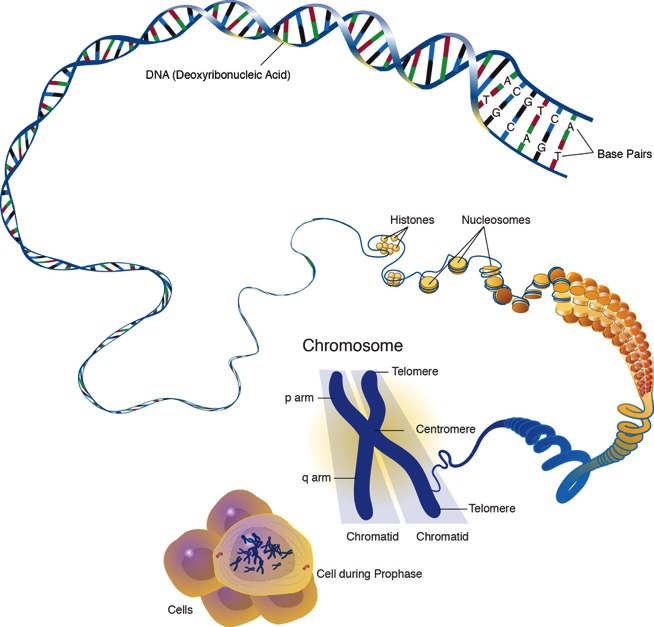 DNA (Deoxyribonucleic Acid)
A
C
G
T
C
A
T
G
C
A
G
T
Base Pairs
Histones
Nucleosomes
Chromosome
Telomere
p arm
Centromere
q arm
Telomere
Chromatid
Chromatid
Cell during Prophase
Cells